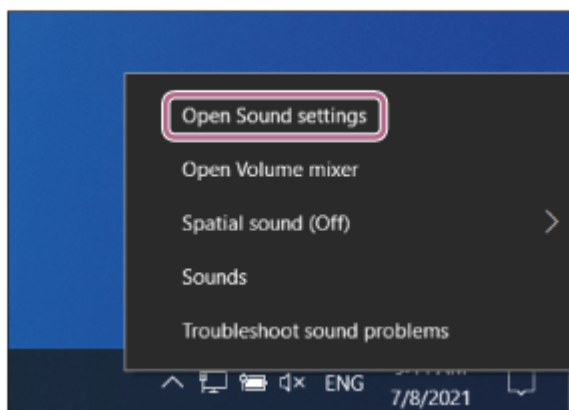 Open Sound settings
Open Volume mixer
Spatial sound (Off)
Sounds
Troubleshoot sound problems
ENG
7/8/2021